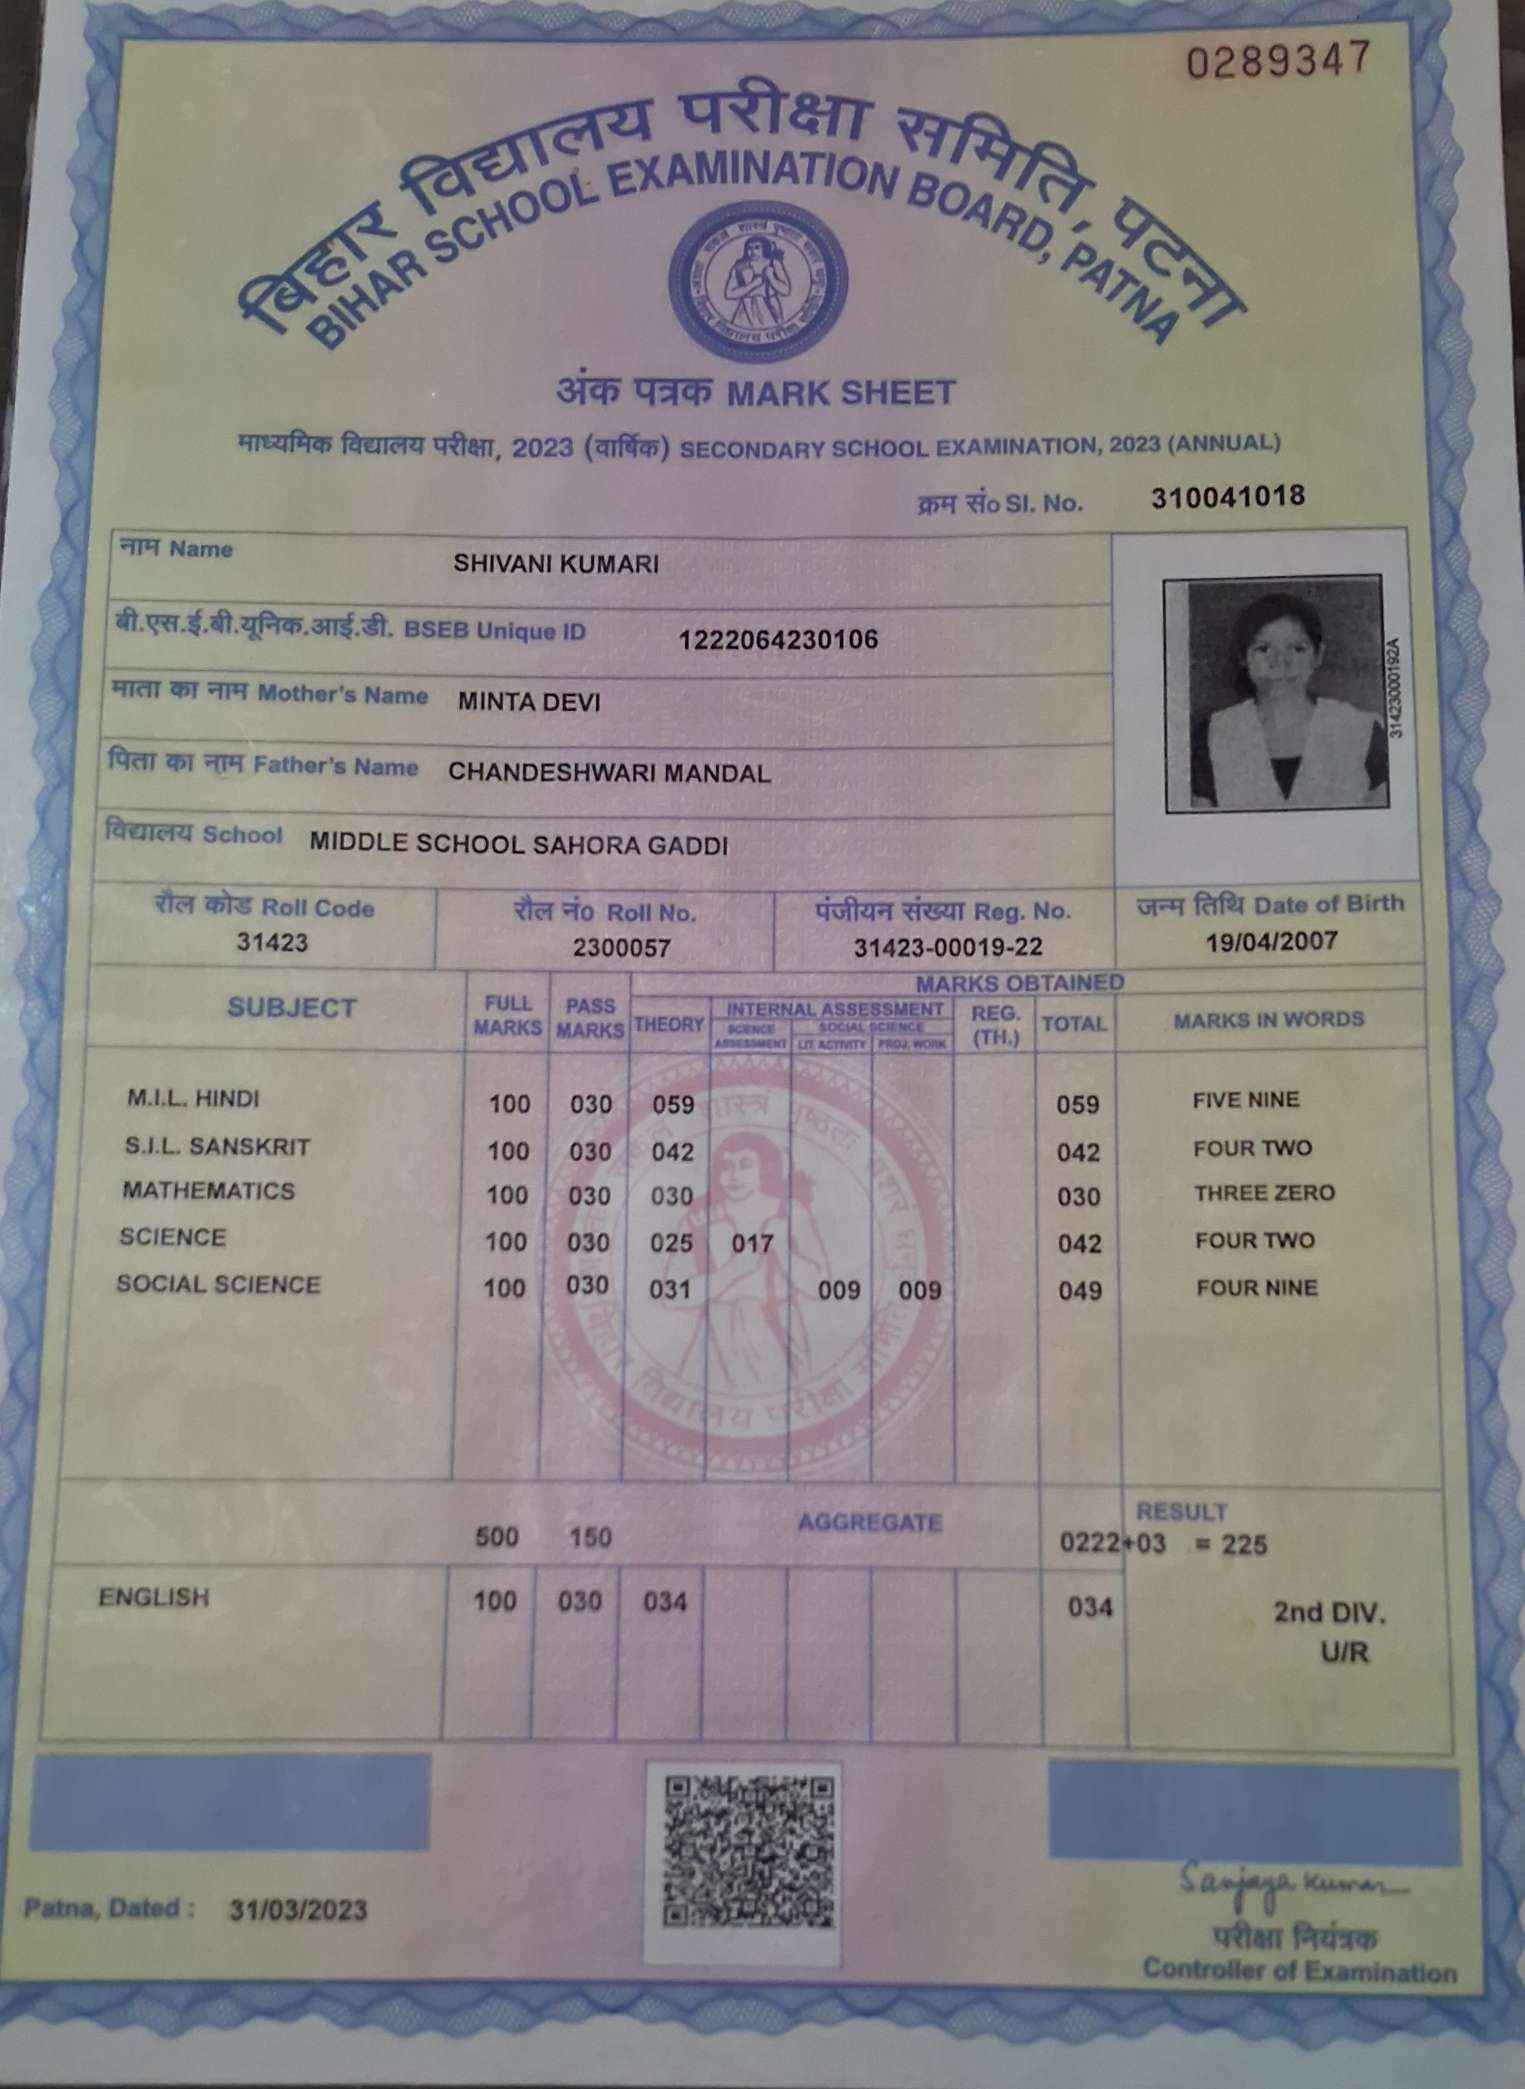 0289347
बिहार विद्यालय परीक्षा समिति, पटना
BIHAR SCHOOL EXAMINATION BOARD, PATNA
अंक पत्रक MARK SHEET
माध्यमिक विद्यालय परीक्षा, 2023 (वार्षिक) SECONDARY SCHOOL EXAMINATION, 2023 (ANNUAL)
क्रम सं० Sl. No. 310041018
नाम Name SHIVANI KUMARI
बी.एस.ई.बी.यूनिक.आई.डी. BSEB Unique ID 1222064230106
माता का नाम Mother's Name MINTA DEVI
पिता का नाम Father's Name CHANDESHWARI MANDAL
विद्यालय School MIDDLE SCHOOL SAHORA GADDI
314230000192A
रौल कोड Roll Code रौल नं० Roll No. पंजीयन संख्या Reg. No. जन्म तिथि Date of Birth
31423 2300057 31423-00019-22 19/04/2007
MARKS OBTAINED
SUBJECT FULL MARKS PASS MARKS THEORY INTERNAL ASSESSMENT REG. (TH.) TOTAL MARKS IN WORDS
SCIENCE ASSESSMENT SOCIAL SCIENCE
LIT. ACTIVITY PROJ. WORK
M.I.L. HINDI 100 030 059 059 FIVE NINE
S.I.L. SANSKRIT 100 030 042 042 FOUR TWO
MATHEMATICS 100 030 030 030 THREE ZERO
SCIENCE 100 030 025 017 042 FOUR TWO
SOCIAL SCIENCE 100 030 031 009 009 049 FOUR NINE
बिहार विद्यालय परीक्षा समिति
500 150 AGGREGATE 0222+03 = 225
RESULT
ENGLISH 100 030 034 034 2nd DIV.
U/R
Patna, Dated : 31/03/2023
Sanjaya Kumar
परीक्षा नियंत्रक
Controller of Examination